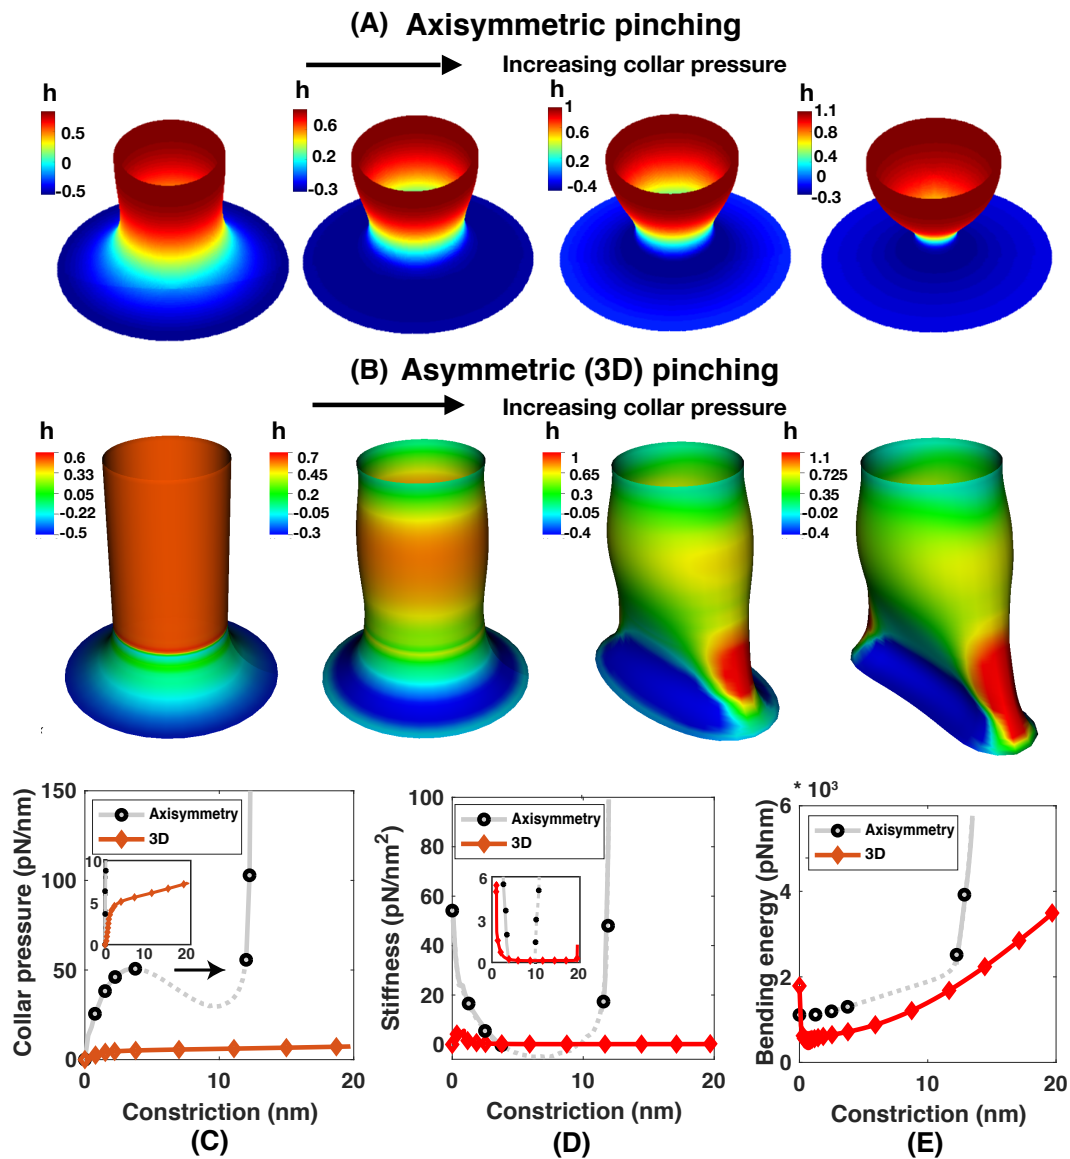 (A) Axisymmetric pinching
Increasing collar pressure
h
0.5
0
-0.5
h
0.6
0.2
-0.3
h
1
0.6
0.2
-0.4
h
1.1
0.8
0.4
0
-0.3
(B) Asymmetric (3D) pinching
Increasing collar pressure
h
0.6
0.33
0.05
-0.22
-0.5
h
0.7
0.45
0.2
-0.05
-0.3
h
1
0.65
0.3
-0.05
-0.4
h
1.1
0.725
0.35
-0.02
-0.4
Collar pressure (pN/nm)
150
100
50
0
Axisymmetry
3D
10
5
0
0
10
20
0
10
20
Constriction (nm)
(C)
Stiffness (pN/nm²)
100
80
60
40
20
0
Axisymmetry
3D
6
3
0
0
10
20
0
10
20
Constriction (nm)
(D)
Bending energy (pNnm)
* 10³
6
4
2
0
Axisymmetry
3D
0
10
20
Constriction (nm)
(E)